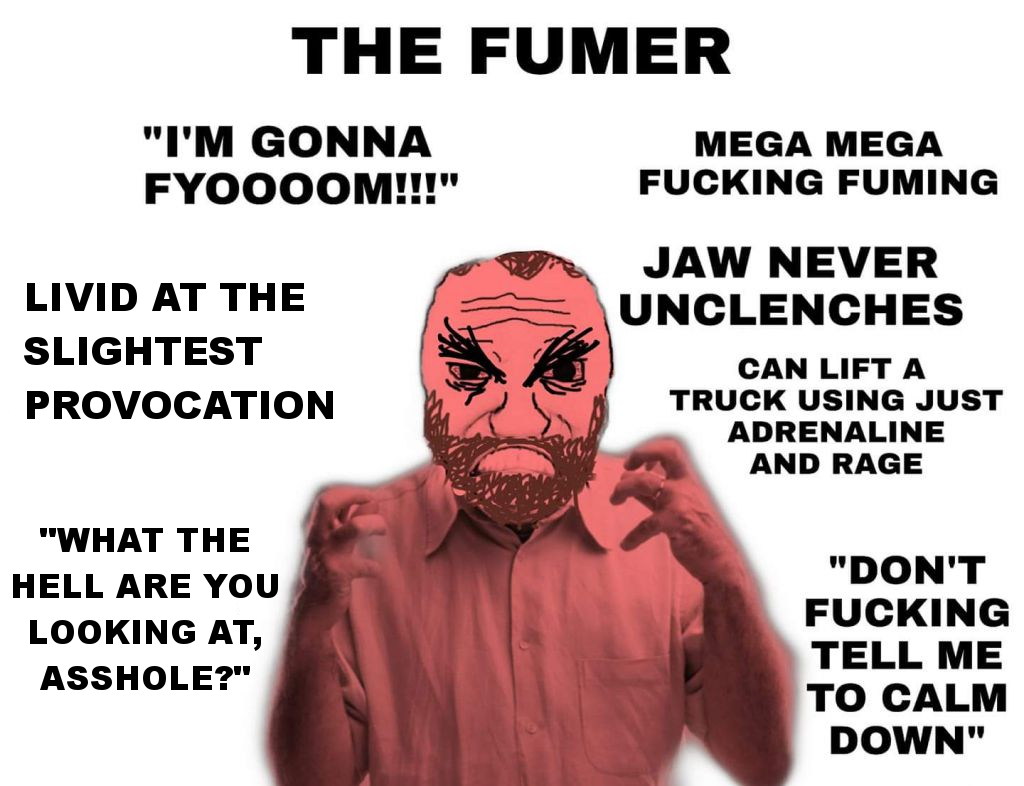 THE FUMER
"I'M GONNA
FYOOOOM!!!"
MEGA MEGA
FUCKING FUMING
JAW NEVER
UNCLENCHES
LIVID AT THE
SLIGHTEST
PROVOCATION
CAN LIFT A
TRUCK USING JUST
ADRENALINE
AND RAGE
"WHAT THE
HELL ARE YOU
LOOKING AT,
ASSHOLE?"
"DON'T
FUCKING
TELL ME
TO CALM
DOWN"